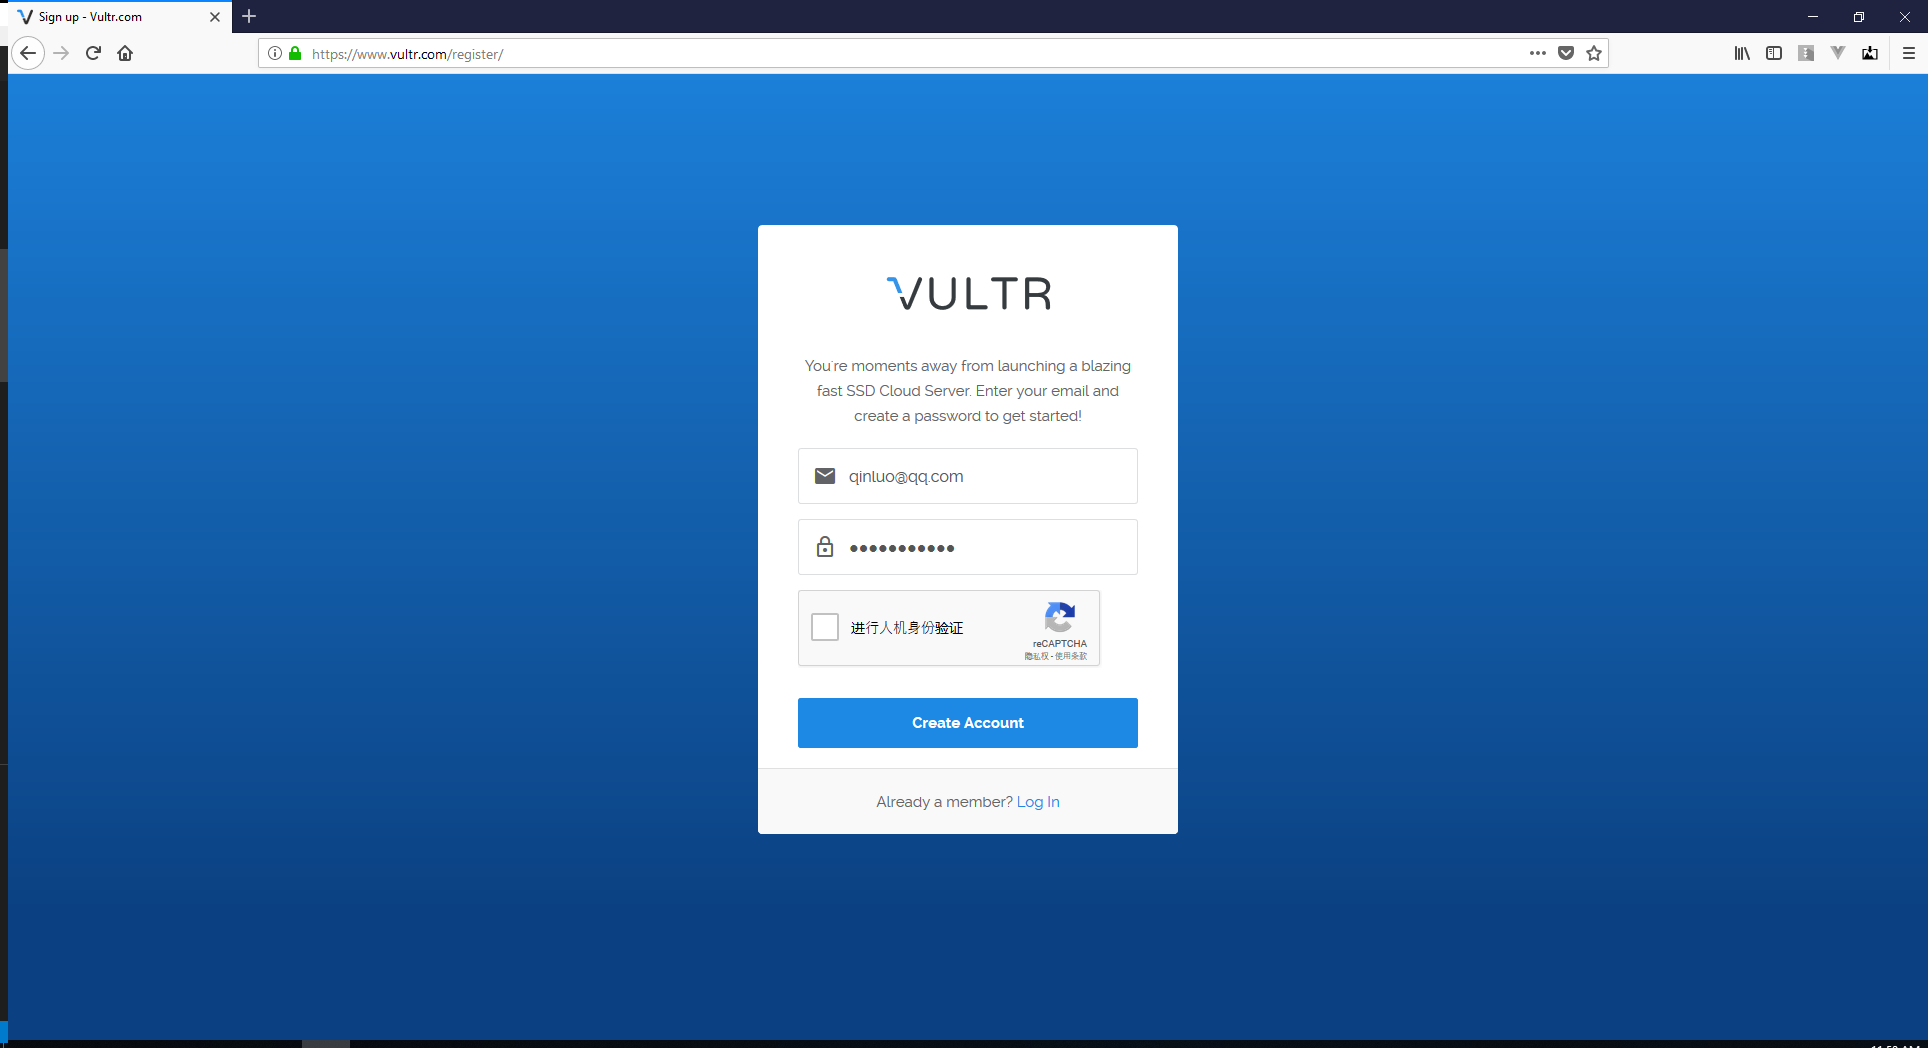 Sign up - Vultr.com
https://www.vultr.com/register/
VULTR
You're moments away from launching a blazing
fast SSD Cloud Server. Enter your email and
create a password to get started!
qinluo@qq.com
进行人机身份验证
reCAPTCHA
隐私权 - 使用条款
Create Account
Already a member? Log In